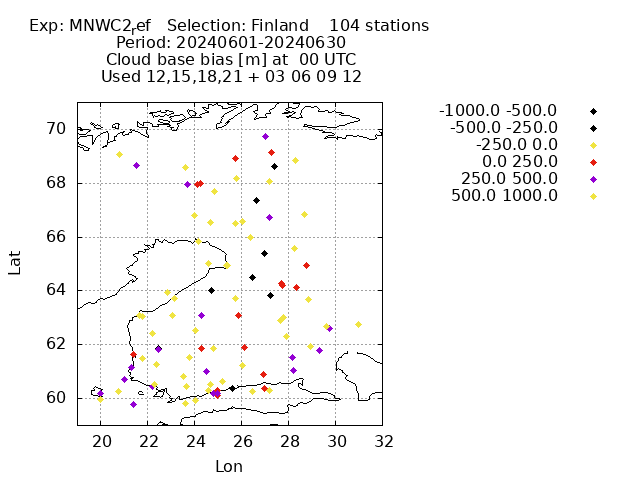 Exp: MNWC2ref Selection: Finland 104 stations
Period: 20240601-20240630
Cloud base bias [m] at 00 UTC
Used 12,15,18,21 + 03 06 09 12
-1000.0 -500.0
-500.0 -250.0
-250.0 0.0
0.0 250.0
250.0 500.0
500.0 1000.0
70
68
66
64
62
60
Lat
20 22 24 26 28 30 32
Lon